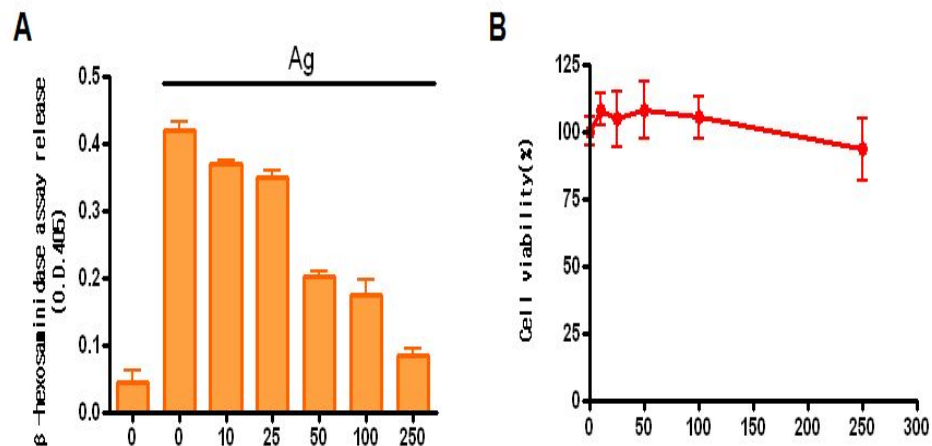 A
Ag
β-hexosaminidase assay release
(O.D.405)
0.5
0.4
0.3
0.2
0.1
0.0
0 0 10 25 50 100 250
B
Cell viability(%)
125
100
75
50
25
0
0 50 100 150 200 250 300